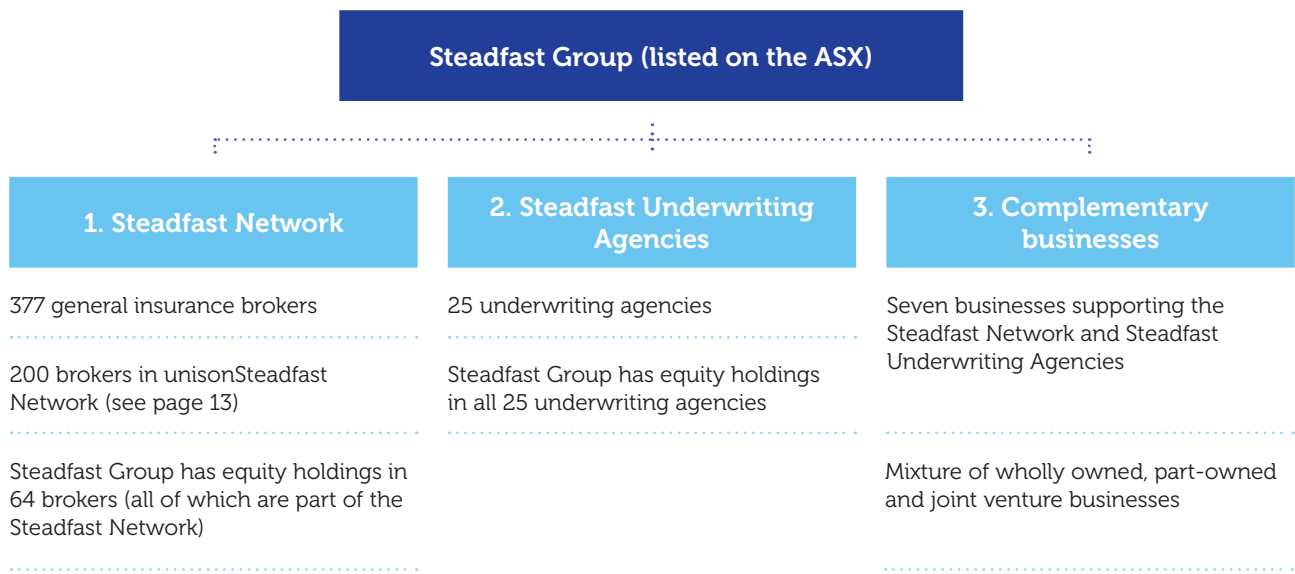 Steadfast Group (listed on the ASX)
1. Steadfast Network
377 general insurance brokers
200 brokers in unisonSteadfast
Network (see page 13)
Steadfast Group has equity holdings in
64 brokers (all of which are part of the
Steadfast Network)
2. Steadfast Underwriting
Agencies
25 underwriting agencies
Steadfast Group has equity holdings
in all 25 underwriting agencies
3. Complementary
businesses
Seven businesses supporting the
Steadfast Network and Steadfast
Underwriting Agencies
Mixture of wholly owned, part-owned
and joint venture businesses